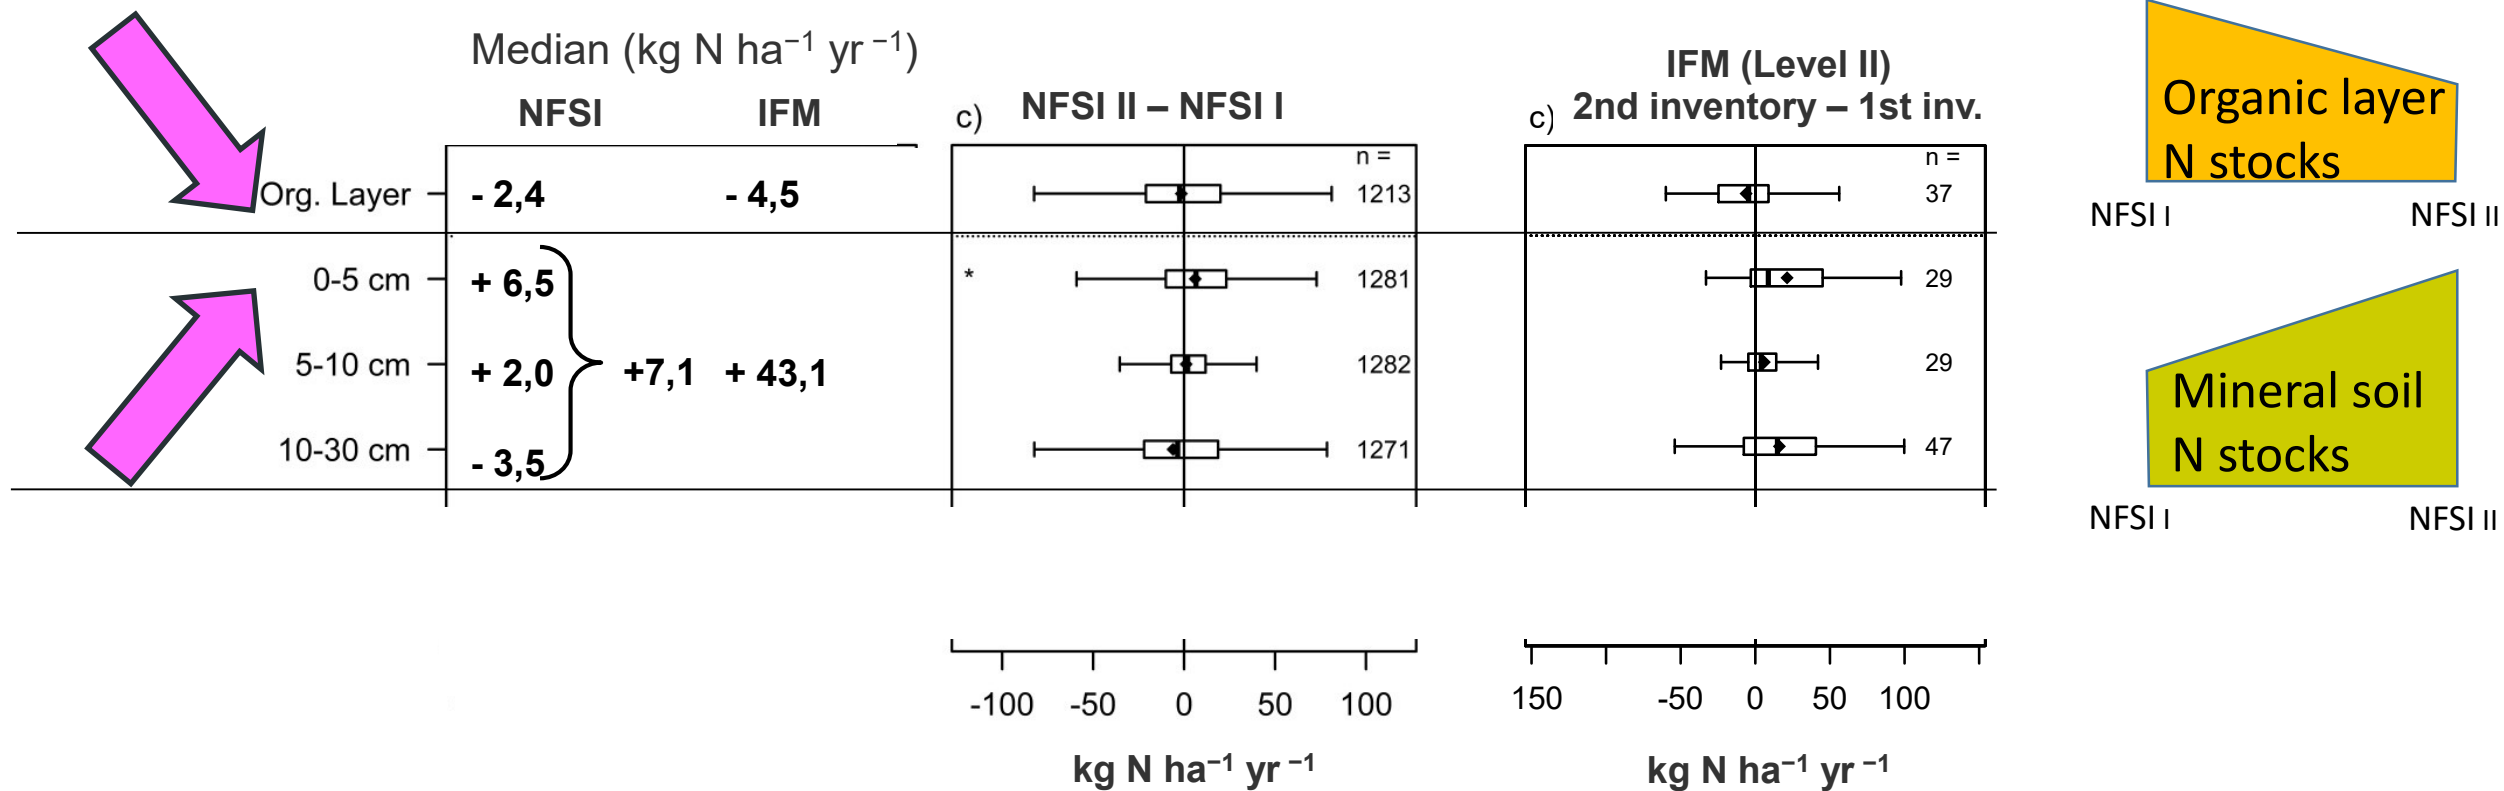 Median (kg N ha⁻¹ yr ⁻¹)
NFSI IFM
c) NFSI II – NFSI I
IFM (Level II)
c) 2nd inventory – 1st inv.
Org. Layer - 2,4 - 4,5
n =
1213
n =
37
0-5 cm + 6,5
* 1281
29
5-10 cm + 2,0 +7,1 + 43,1
1282
29
10-30 cm - 3,5
1271
47
-100 -50 0 50 100
kg N ha⁻¹ yr ⁻¹
150 -50 0 50 100
kg N ha⁻¹ yr ⁻¹
Organic layer
N stocks
NFSI I NFSI II
Mineral soil
N stocks
NFSI I NFSI II